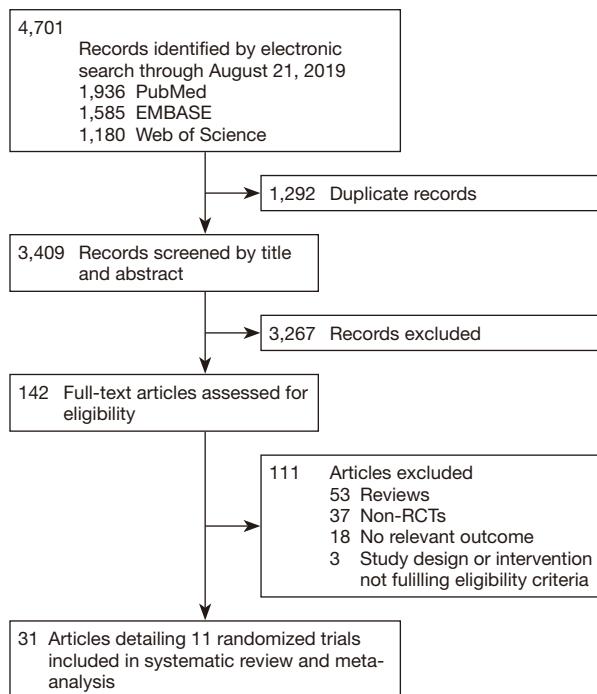 4,701
Records identified by electronic
search through August 21, 2019
1,936 PubMed
1,585 EMBASE
1,180 Web of Science
1,292 Duplicate records
3,409 Records screened by title
and abstract
3,267 Records excluded
142 Full-text articles assessed for
eligibility
111 Articles excluded
53 Reviews
37 Non-RCTs
18 No relevant outcome
3 Study design or intervention
not fulilling eligibility criteria
31 Articles detailing 11 randomized trials
included in systematic review and meta-
analysis